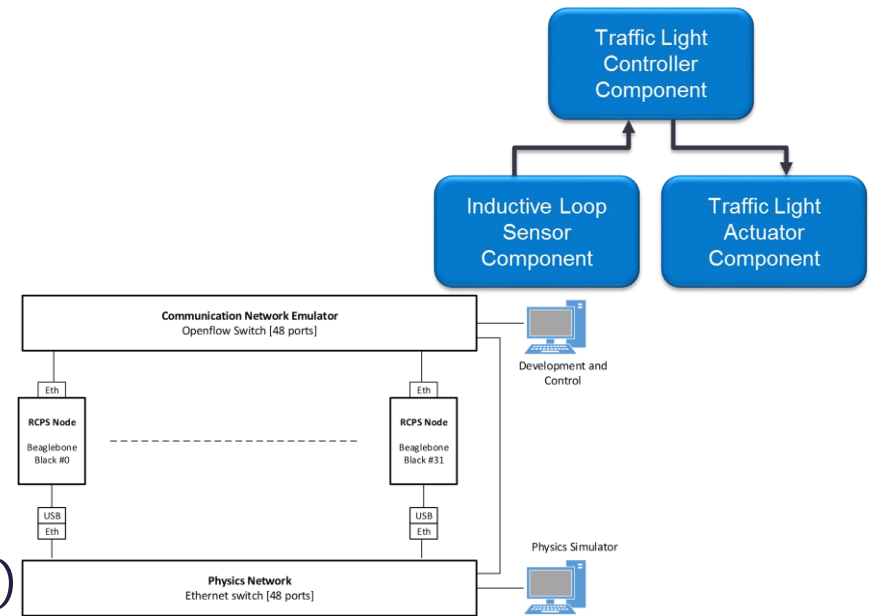 Traffic Light
Controller
Component
Inductive Loop
Sensor
Component
Traffic Light
Actuator
Component
Communication Network Emulator
Openflow Switch [48 ports]
Development and
Control
Eth
Eth
RCPS Node
Beaglebone
Black #0
RCPS Node
Beaglebone
Black #31
USB
Eth
USB
Eth
Physics Simulator
)
Physics Network
Ethernet switch [48 ports]